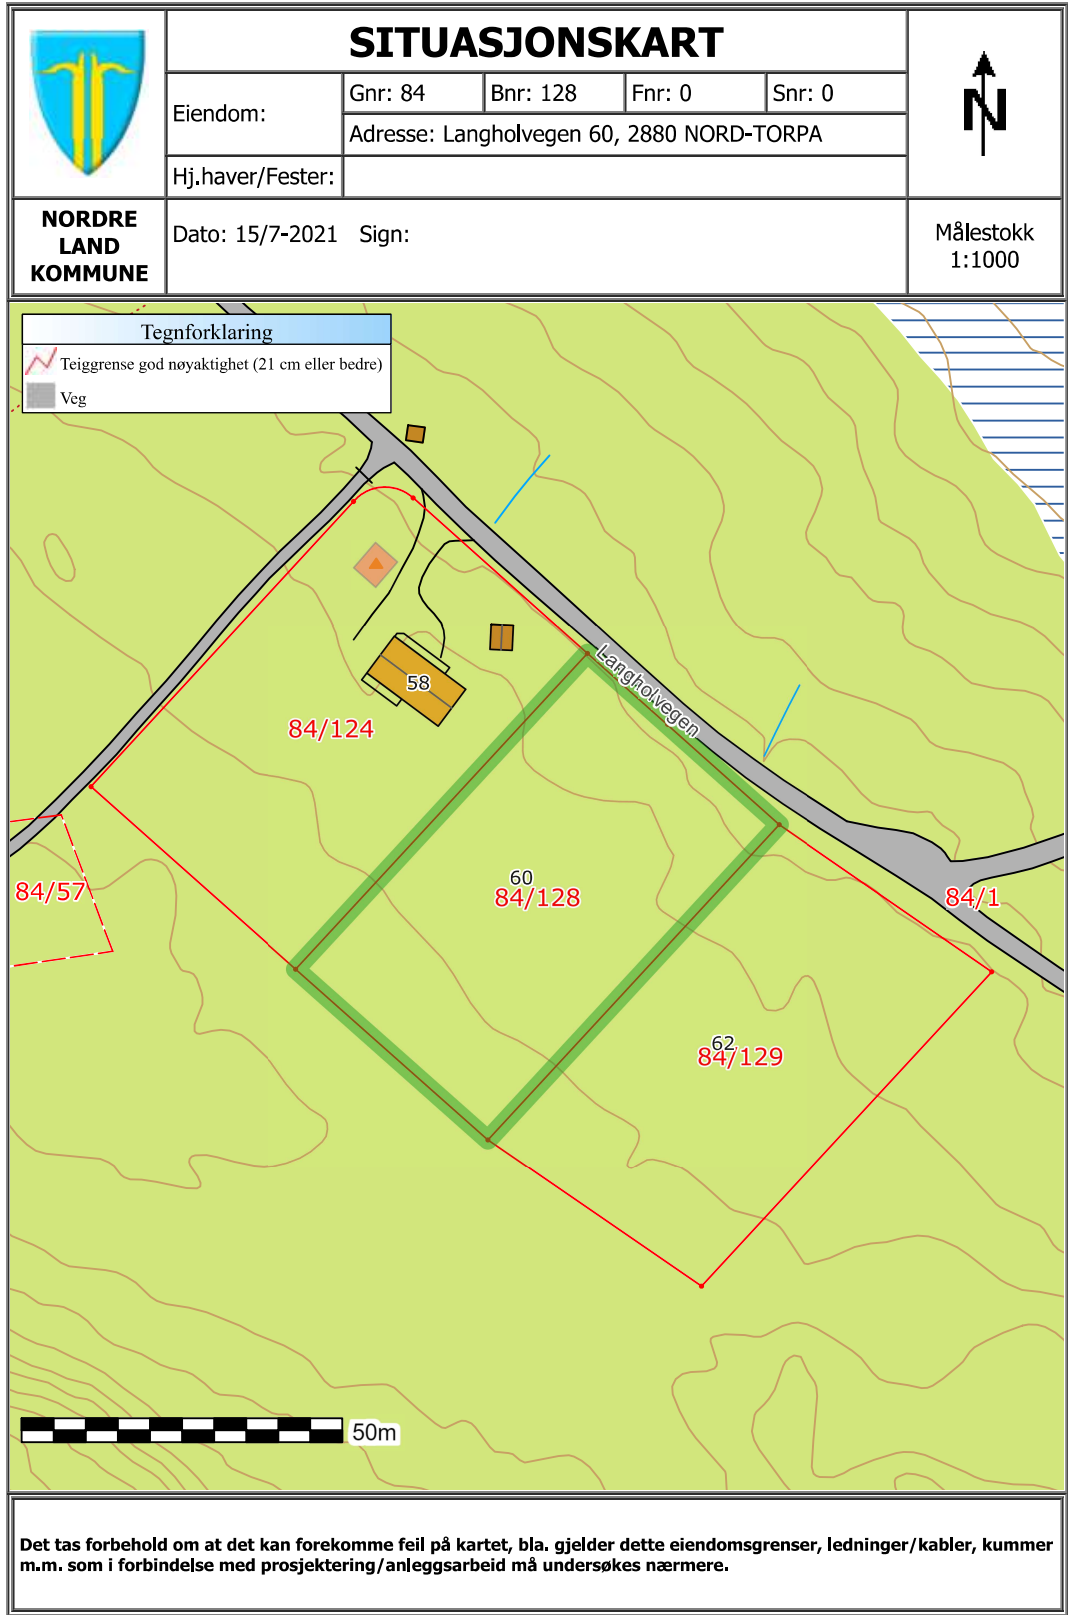 SITUASJONSKART
Eiendom:
Gnr: 84
Bnr: 128
Fnr: 0
Snr: 0
Adresse: Langholvegen 60, 2880 NORD-TORPA
Hj.haver/Fester:
N
NORDRE
LAND
KOMMUNE
Dato: 15/7-2021 Sign:
Målestokk
1:1000
Tegnforklaring
Teiggrense god nøyaktighet (21 cm eller bedre)
Veg
Langholvegen
58
84/124
60
84/128
84/57
84/1
62
84/129
50m
Det tas forbehold om at det kan forekomme feil på kartet, bla. gjelder dette eiendomsgrenser, ledninger/kabler, kummer
m.m. som i forbindelse med prosjektering/anleggsarbeid må undersøkes nærmere.